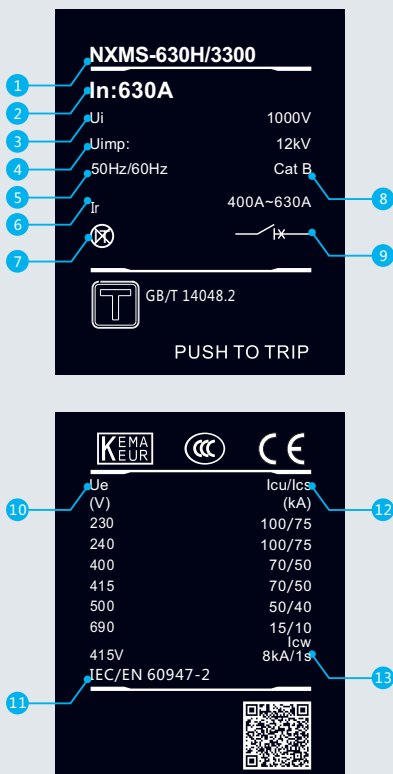 NXMS-630H/3300
1
In:630A
2
Ui 1000V
3
Uimp: 12kV
4
50Hz/60Hz Cat B
5 8
Ir 400A~630A
6
7 9
T GB/T 14048.2
PUSH TO TRIP
KEMA
KEUR CCC CE
Ue Icu/Ics
(V) (kA)
10 12
230 100/75
240 100/75
400 70/50
415 70/50
500 50/40
690 15/10
Icw
415V 8kA/1s
IEC/EN 60947-2
11 13